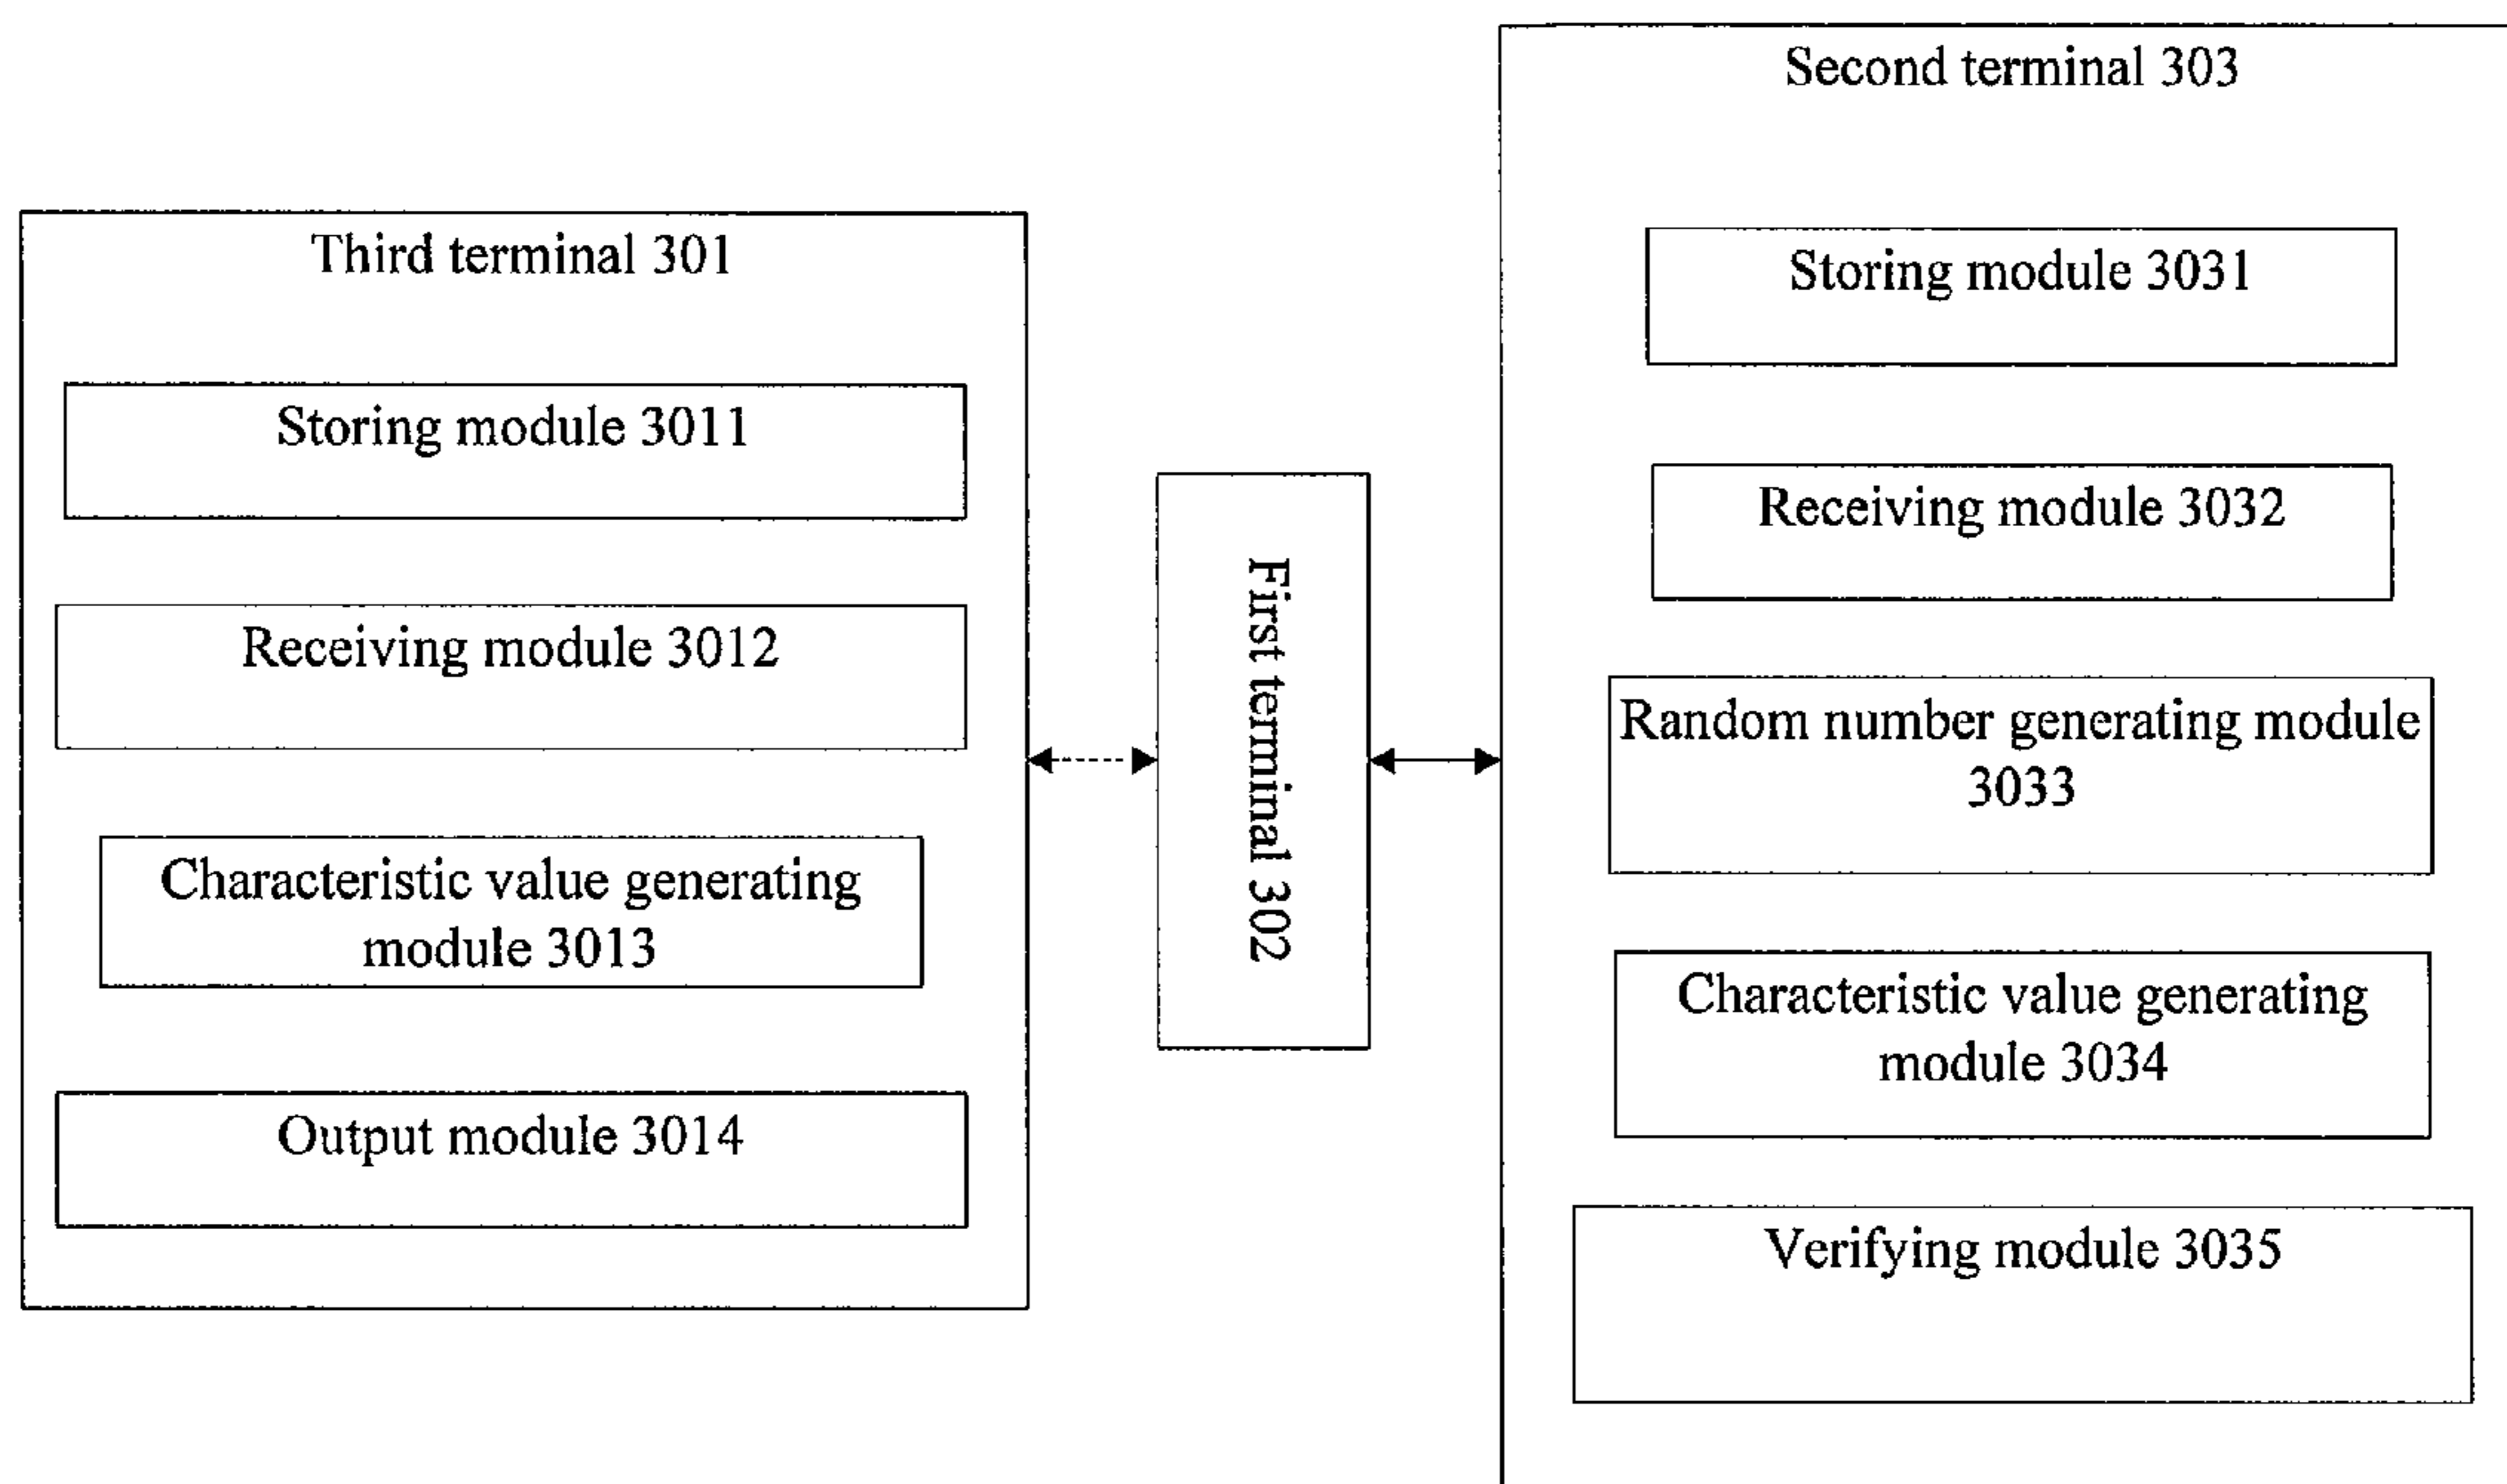 Third terminal 301
Storing module 3011
Receiving module 3012
Characteristic value generating
module 3013
Output module 3014
First terminal 302
Second terminal 303
Storing module 3031
Receiving module 3032
Random number generating module
3033
Characteristic value generating
module 3034
Verifying module 3035